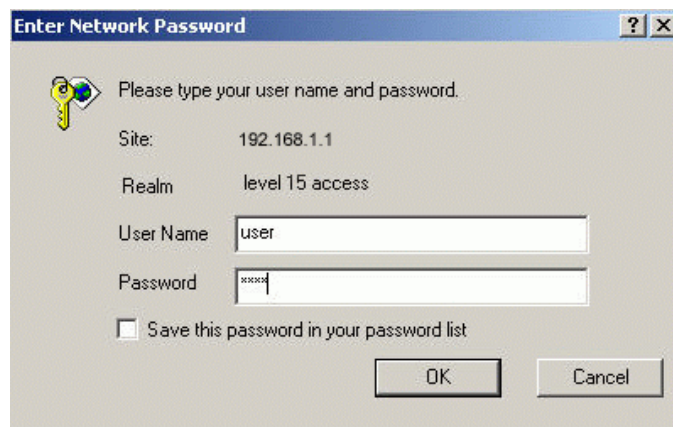 Enter Network Password
Please type your user name and password.
Site: 192.168.1.1
Realm level 15 access
User Name user
Password ****
Save this password in your password list
OK Cancel